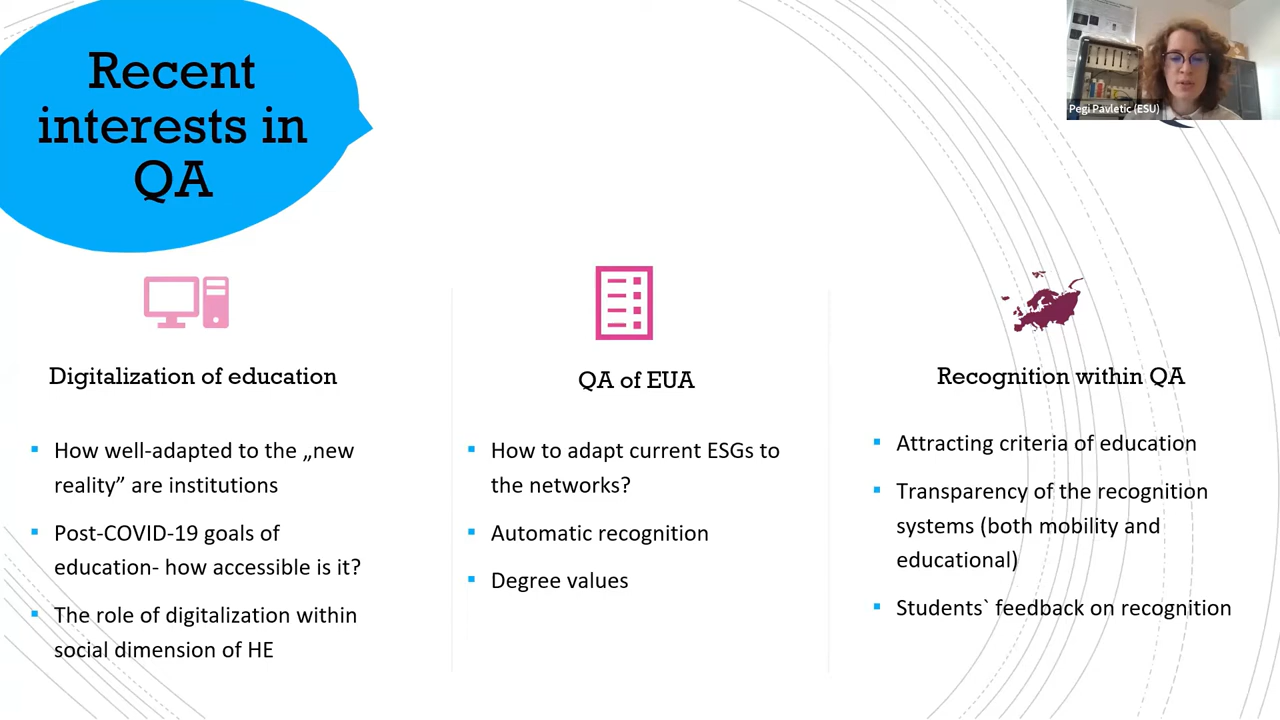 Recent
interests in
QA
Pegi Pavletic (ESU)
Digitalization of education
▪ How well-adapted to the „new
reality” are institutions
▪ Post-COVID-19 goals of
education- how accessible is it?
▪ The role of digitalization within
social dimension of HE
QA of EUA
▪ How to adapt current ESGs to
the networks?
▪ Automatic recognition
▪ Degree values
Recognition within QA
▪ Attracting criteria of education
▪ Transparency of the recognition
systems (both mobility and
educational)
▪ Students` feedback on recognition